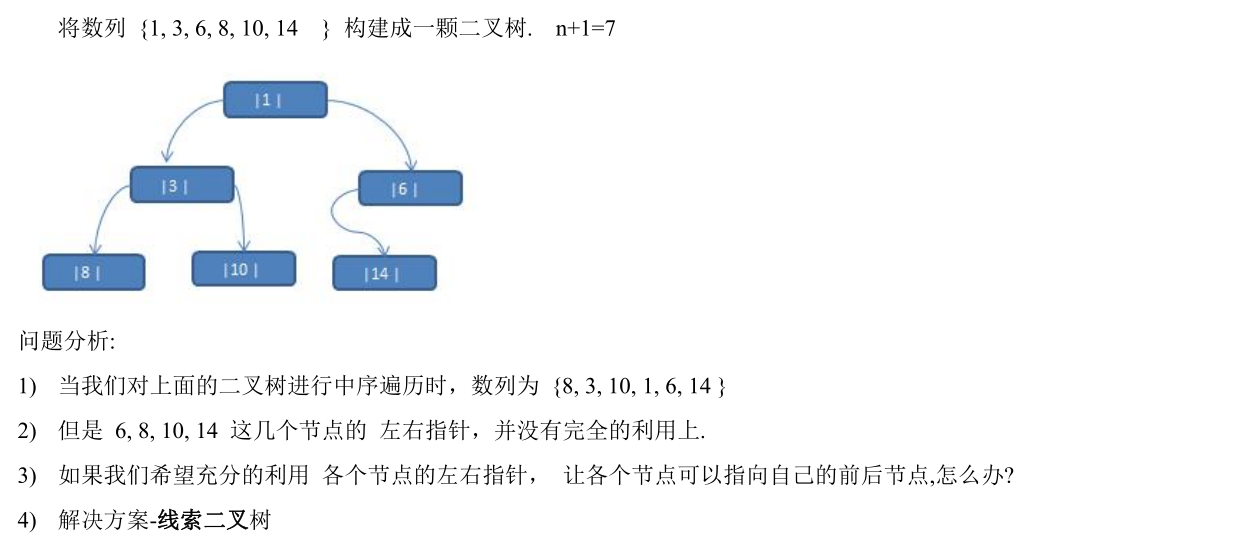 将数列 {1, 3, 6, 8, 10, 14 } 构建成一颗二叉树. n+1=7
|1|
|3|
|6|
|8|
|10|
|14|
问题分析:
1) 当我们对上面的二叉树进行中序遍历时，数列为 {8, 3, 10, 1, 6, 14 }
2) 但是 6, 8, 10, 14 这几个节点的 左右指针，并没有完全的利用上.
3) 如果我们希望充分的利用 各个节点的左右指针， 让各个节点可以指向自己的前后节点,怎么办?
4) 解决方案-线索二叉树